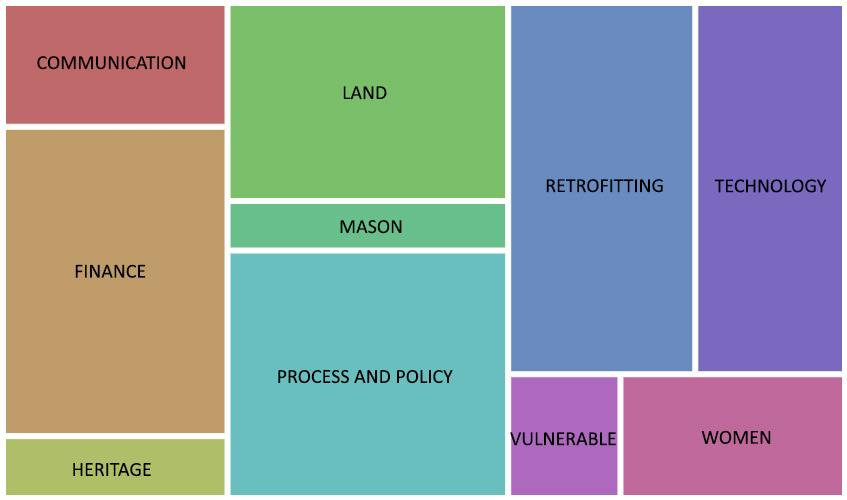 COMMUNICATION
FINANCE
HERITAGE
LAND
MASON
PROCESS AND POLICY
RETROFITTING
TECHNOLOGY
VULNERABLE
WOMEN